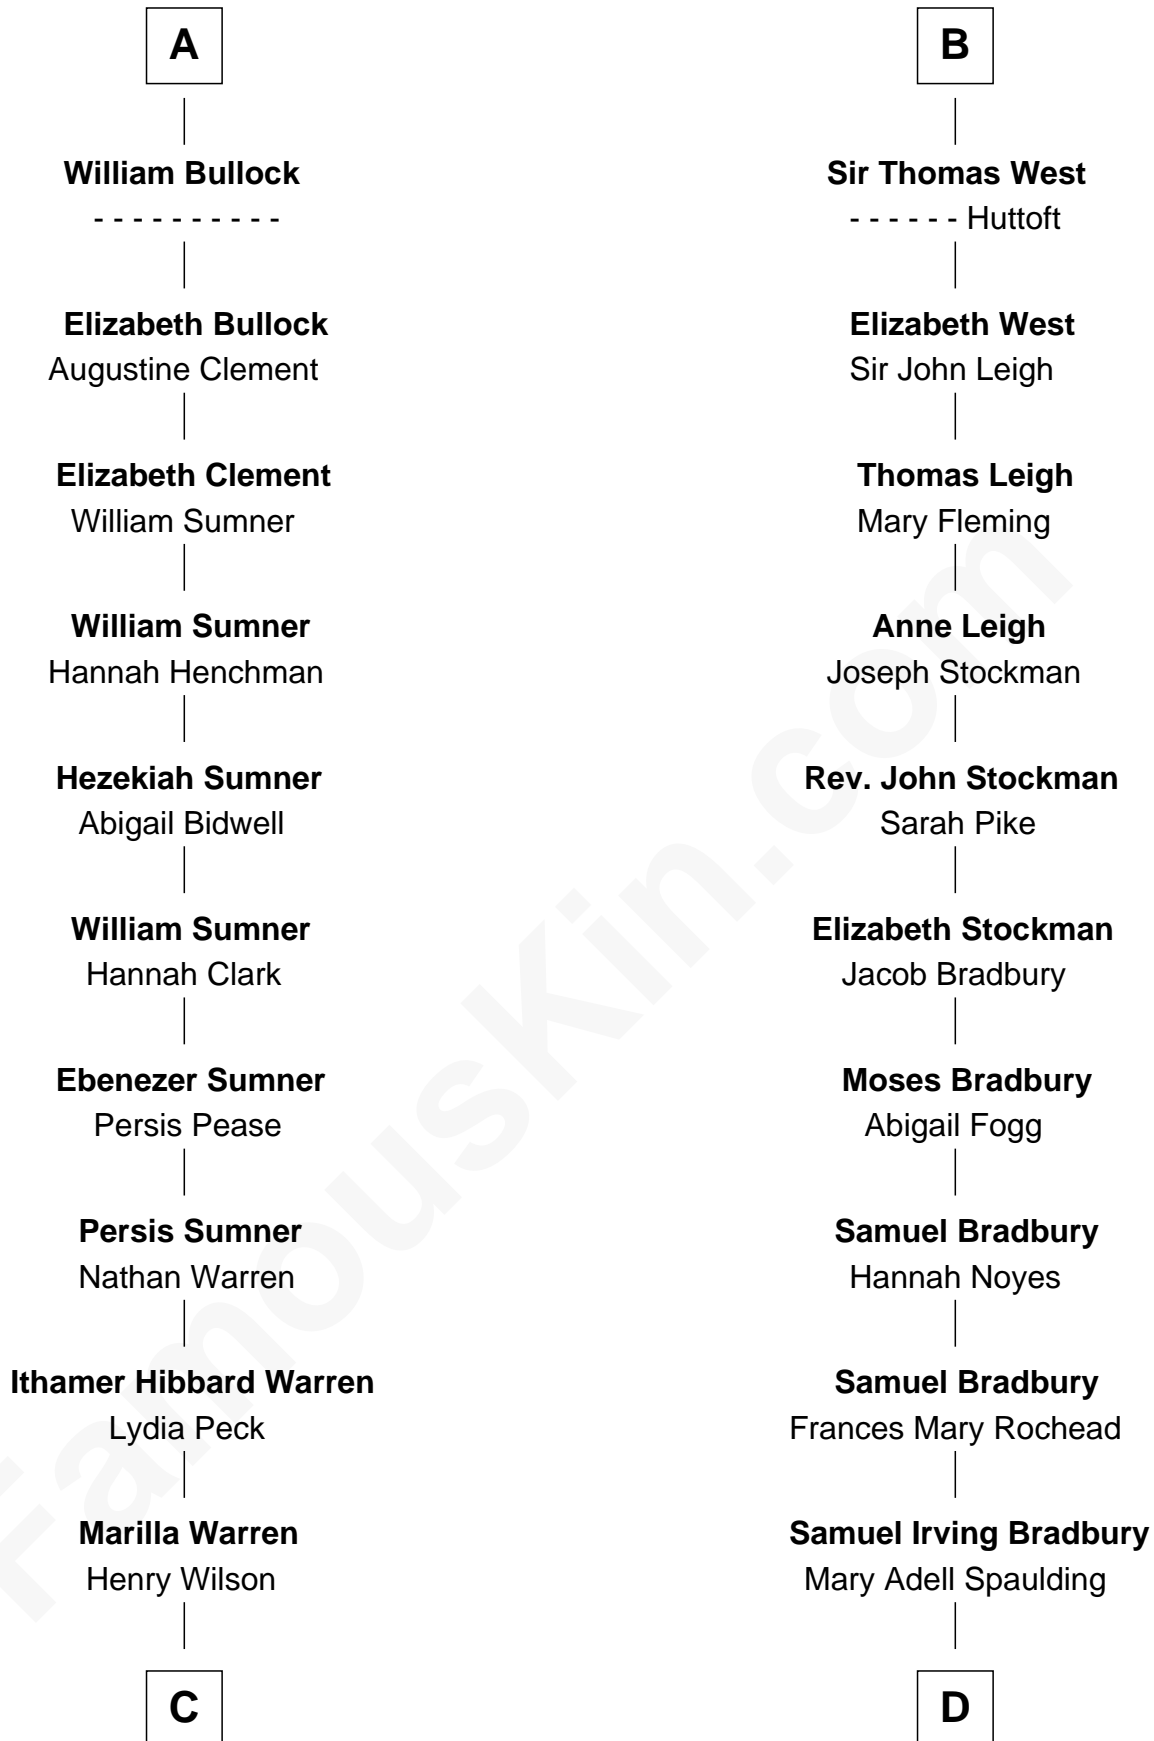 A
William Bullock
- - - - - - - - - -
Elizabeth Bullock
Augustine Clement
Elizabeth Clement
William Sumner
William Sumner
Hannah Henchman
Hezekiah Sumner
Abigail Bidwell
William Sumner
Hannah Clark
Ebenezer Sumner
Persis Pease
Persis Sumner
Nathan Warren
Ithamer Hibbard Warren
Lydia Peck
Marilla Warren
Henry Wilson
C
B
Sir Thomas West
- - - - - - Huttoft
Elizabeth West
Sir John Leigh
Thomas Leigh
Mary Fleming
Anne Leigh
Joseph Stockman
Rev. John Stockman
Sarah Pike
Elizabeth Stockman
Jacob Bradbury
Moses Bradbury
Abigail Fogg
Samuel Bradbury
Hannah Noyes
Samuel Bradbury
Frances Mary Rochead
Samuel Irving Bradbury
Mary Adell Spaulding
D
FamousKin.com